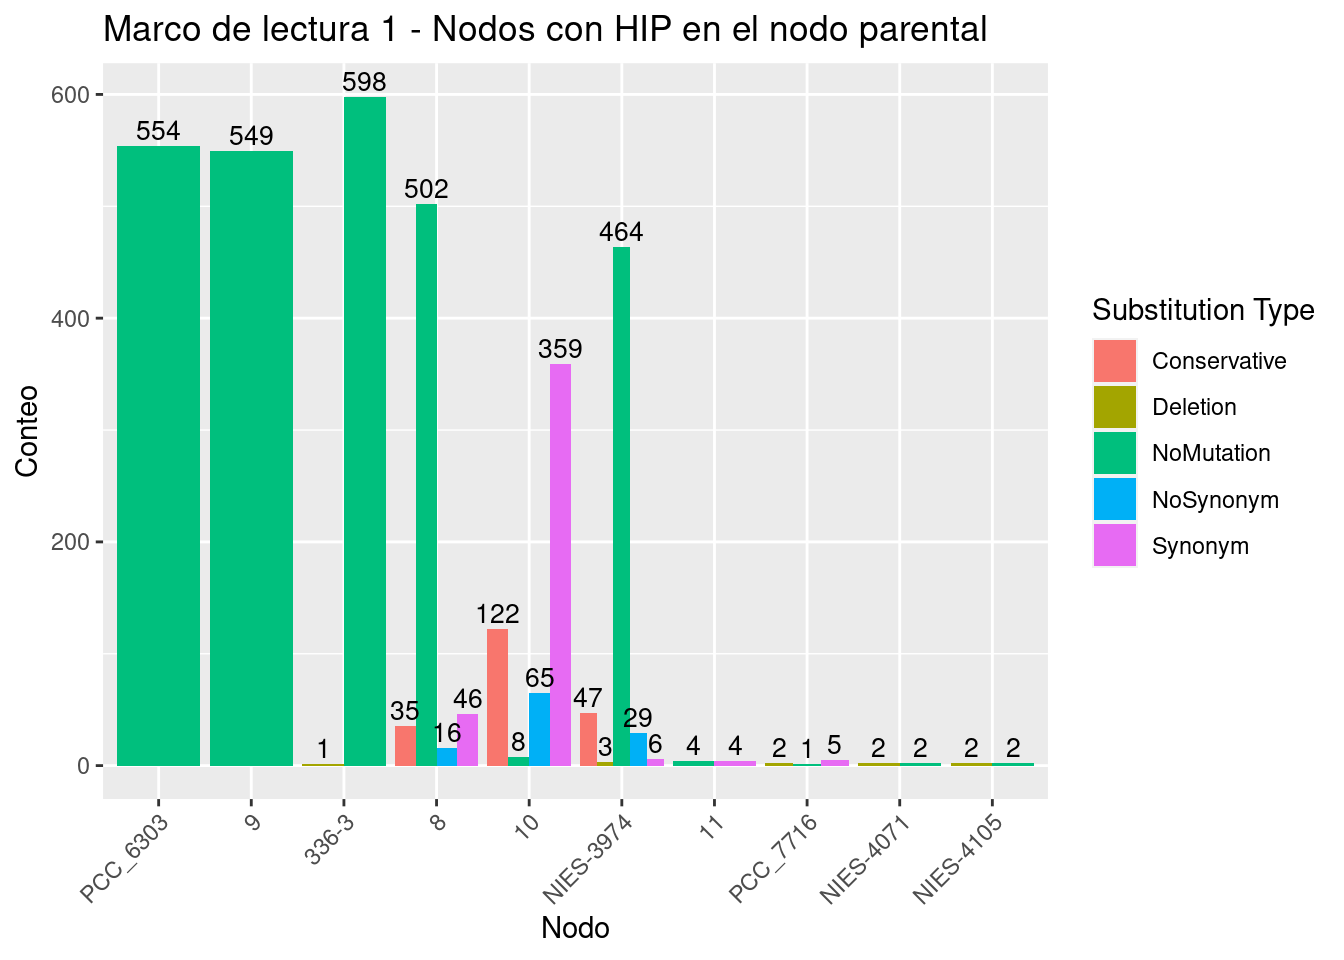 Marco de lectura 1 - Nodos con HIP en el nodo parental
600
400
200
0
Conteo
554
549
1
598
35
502
16
46
122
8
65
359
47
3
464
29
6
4
4
2
1
5
2
2
2
2
PCC_6303
9
336-3
8
10
NIES-3974
11
PCC_7716
NIES-4071
NIES-4105
Nodo
Substitution Type
Conservative
Deletion
NoMutation
NoSynonym
Synonym